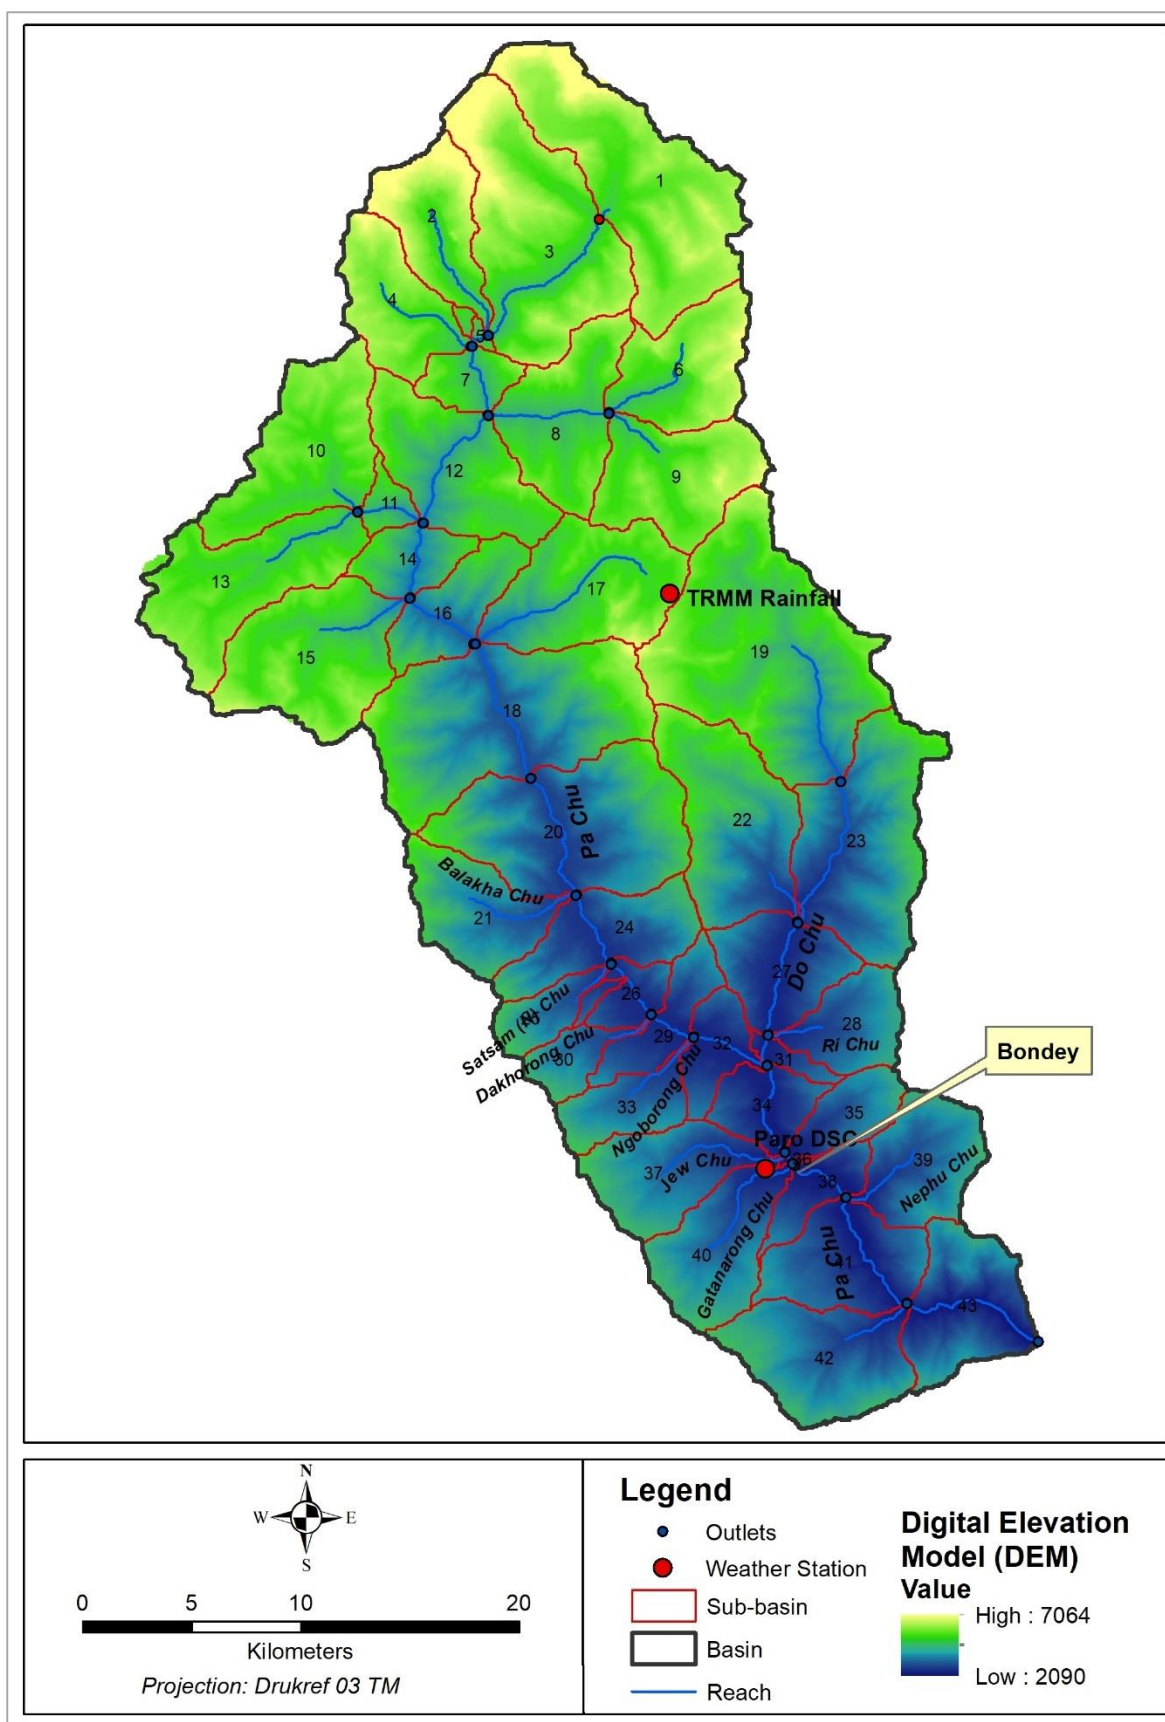 1
2
3
4
5
6
7
8
9
10
11
12
13
14
15
16
17
TRMM Rainfall
18
19
20
Pa Chu
21
Balakha Chu
22
23
24
26
27
Do Chu
28
Ri Chu
Satsam (R) Chu
Dakhorong Chu
29
30
31
32
33
Ngoborong Chu
34
35
Bondey
Paro DSC
36
37
Jew Chu
38
39
Nephu Chu
40
Gatanarong Chu
41
Pa Chu
42
43
N
W E
S
0 5 10 20
Kilometers
Projection: Drukref 03 TM
Legend
Outlets
Weather Station
Sub-basin
Basin
Reach
Digital Elevation
Model (DEM)
Value
High : 7064
Low : 2090